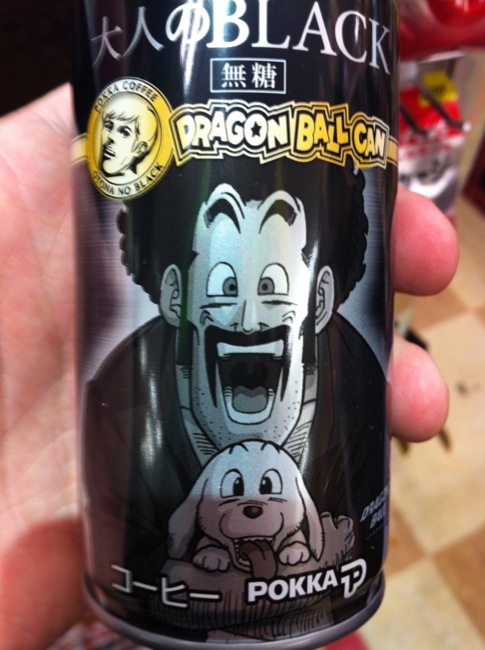 大人のBLACK
無糖
POKKA COFFEE
OTONA NO BLACK
DRAGON BALL CAN
コーヒー
POKKA